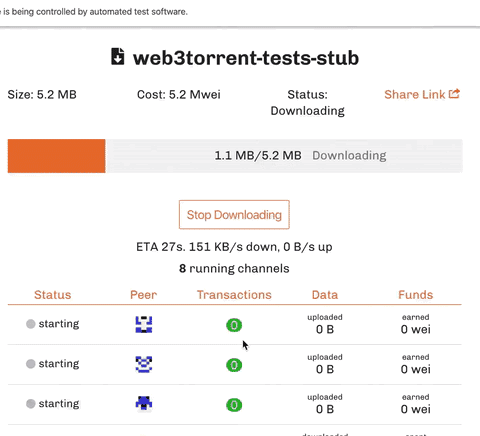 e is being controlled by automated test software.
web3torrent-tests-stub
Size: 5.2 MB Cost: 5.2 Mwei Status: Share Link
Downloading
1.1 MB/5.2 MB Downloading
Stop Downloading
ETA 27s. 151 KB/s down, 0 B/s up
8 running channels
Status Peer Transactions Data Funds
uploaded earned
starting 0 0 B 0 wei
uploaded earned
starting 0 0 B 0 wei
uploaded earned
starting 0 0 B 0 wei